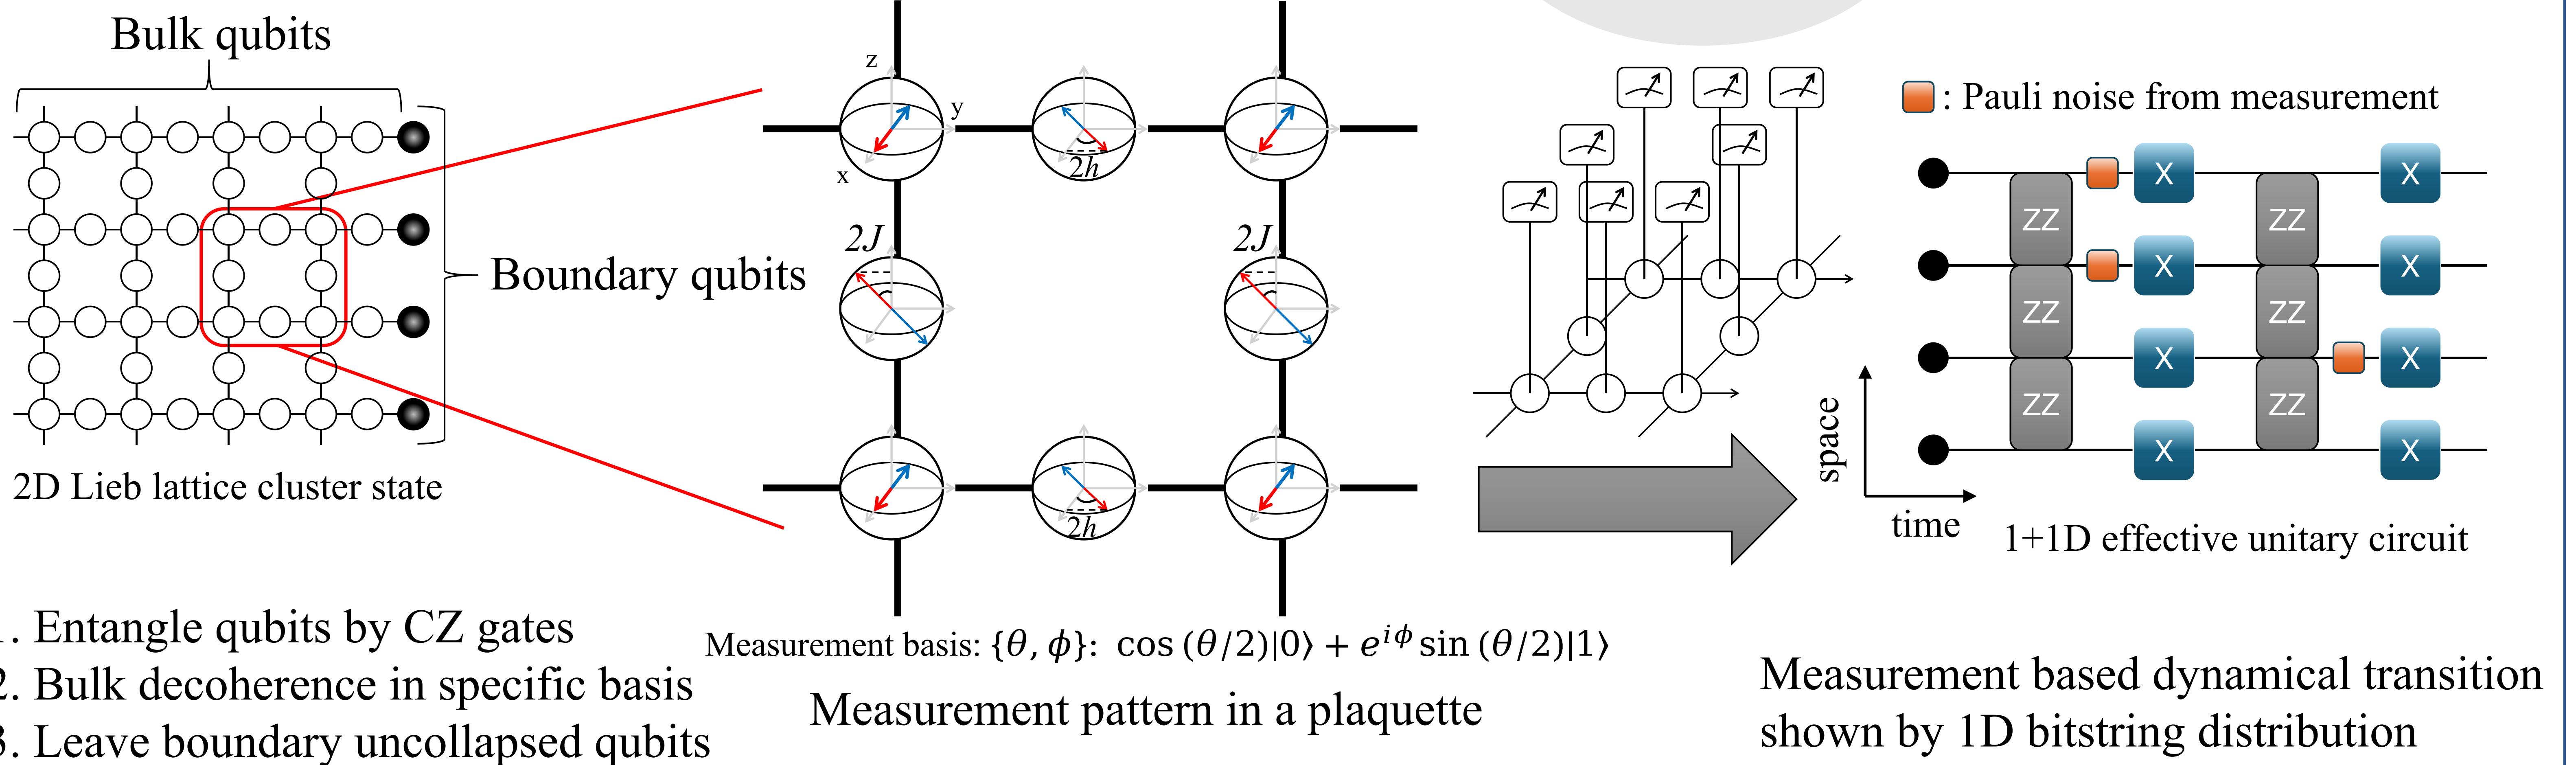 Bulk qubits
Boundary qubits
2D Lieb lattice cluster state
1. Entangle qubits by CZ gates
2. Bulk decoherence in specific basis
3. Leave boundary uncollapsed qubits
z
y
x
2h
2J
2J
2h
Measurement basis: {θ, ϕ}: cos (θ/2)|0⟩ + e^{iϕ} sin (θ/2)|1⟩
Measurement pattern in a plaquette
: Pauli noise from measurement
X X
ZZ ZZ
X X
ZZ ZZ
X X
ZZ ZZ
X X
space
time
1+1D effective unitary circuit
Measurement based dynamical transition
shown by 1D bitstring distribution